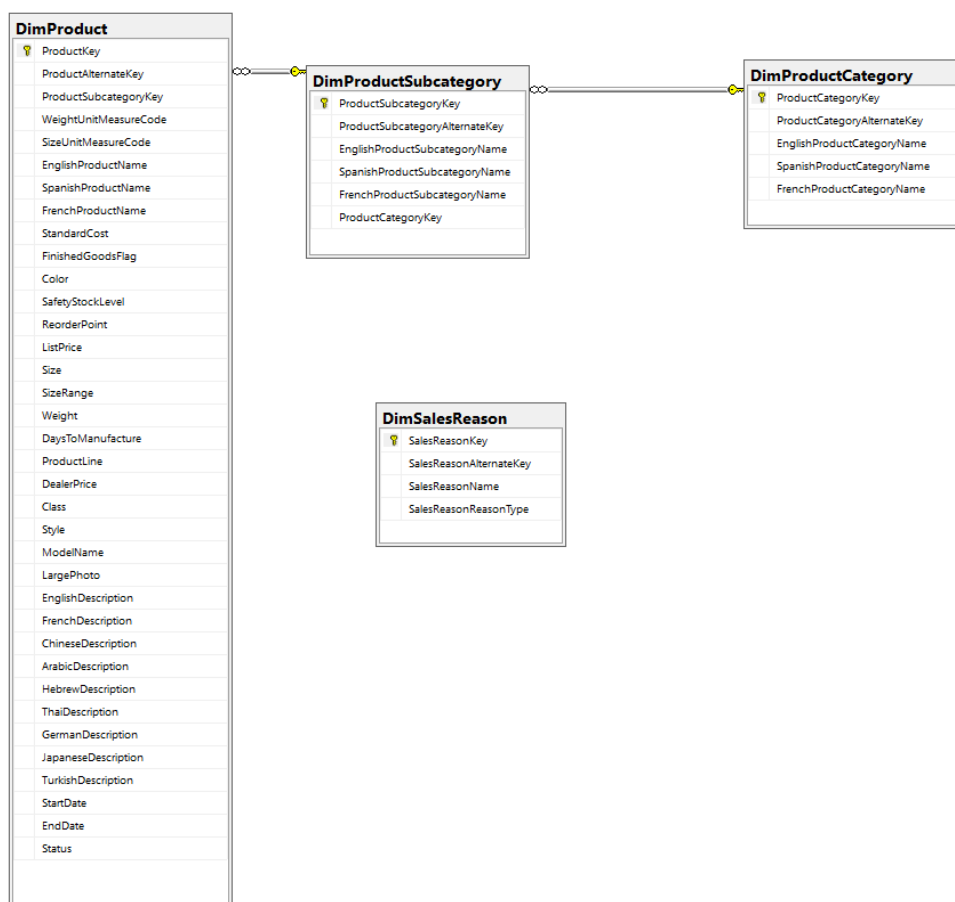 DimProduct
ProductKey
ProductAlternateKey
ProductSubcategoryKey
WeightUnitMeasureCode
SizeUnitMeasureCode
EnglishProductName
SpanishProductName
FrenchProductName
StandardCost
FinishedGoodsFlag
Color
SafetyStockLevel
ReorderPoint
ListPrice
Size
SizeRange
Weight
DaysToManufacture
ProductLine
DealerPrice
Class
Style
ModelName
LargePhoto
EnglishDescription
FrenchDescription
ChineseDescription
ArabicDescription
HebrewDescription
ThaiDescription
GermanDescription
JapaneseDescription
TurkishDescription
StartDate
EndDate
Status
DimProductSubcategory
ProductSubcategoryKey
ProductSubcategoryAlternateKey
EnglishProductSubcategoryName
SpanishProductSubcategoryName
FrenchProductSubcategoryName
ProductCategoryKey
DimProductCategory
ProductCategoryKey
ProductCategoryAlternateKey
EnglishProductCategoryName
SpanishProductCategoryName
FrenchProductCategoryName
DimSalesReason
SalesReasonKey
SalesReasonAlternateKey
SalesReasonName
SalesReasonReasonType